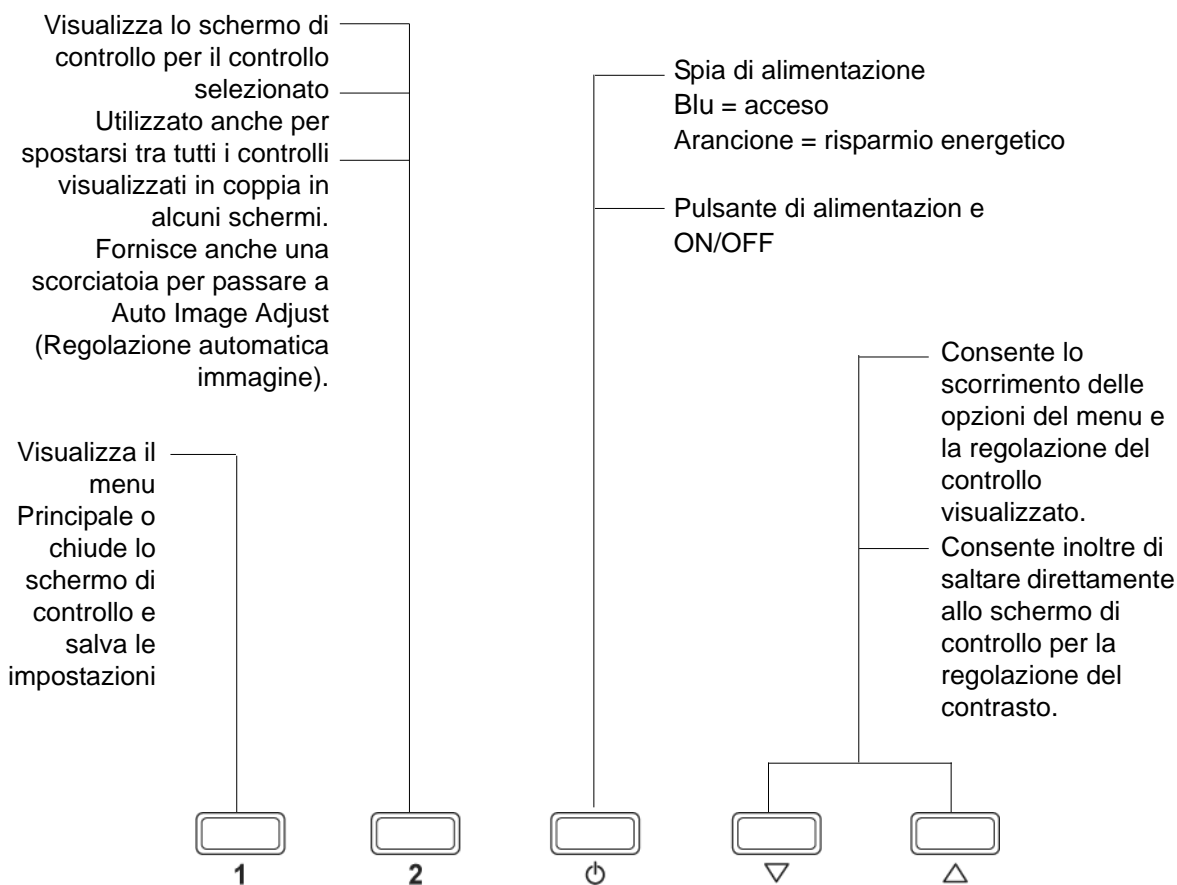 Visualizza lo schermo di
controllo per il controllo
selezionato
Utilizzato anche per
spostarsi tra tutti i controlli
visualizzati in coppia in
alcuni schermi.
Fornisce anche una
scorciatoia per passare a
Auto Image Adjust
(Regolazione automatica
immagine).
Visualizza il
menu
Principale o
chiude lo
schermo di
controllo e
salva le
impostazioni
Spia di alimentazione
Blu = acceso
Arancione = risparmio energetico
Pulsante di alimentazion e
ON/OFF
Consente lo
scorrimento delle
opzioni del menu e
la regolazione del
controllo
visualizzato.
Consente inoltre di
saltare direttamente
allo schermo di
controllo per la
regolazione del
contrasto.
1
2